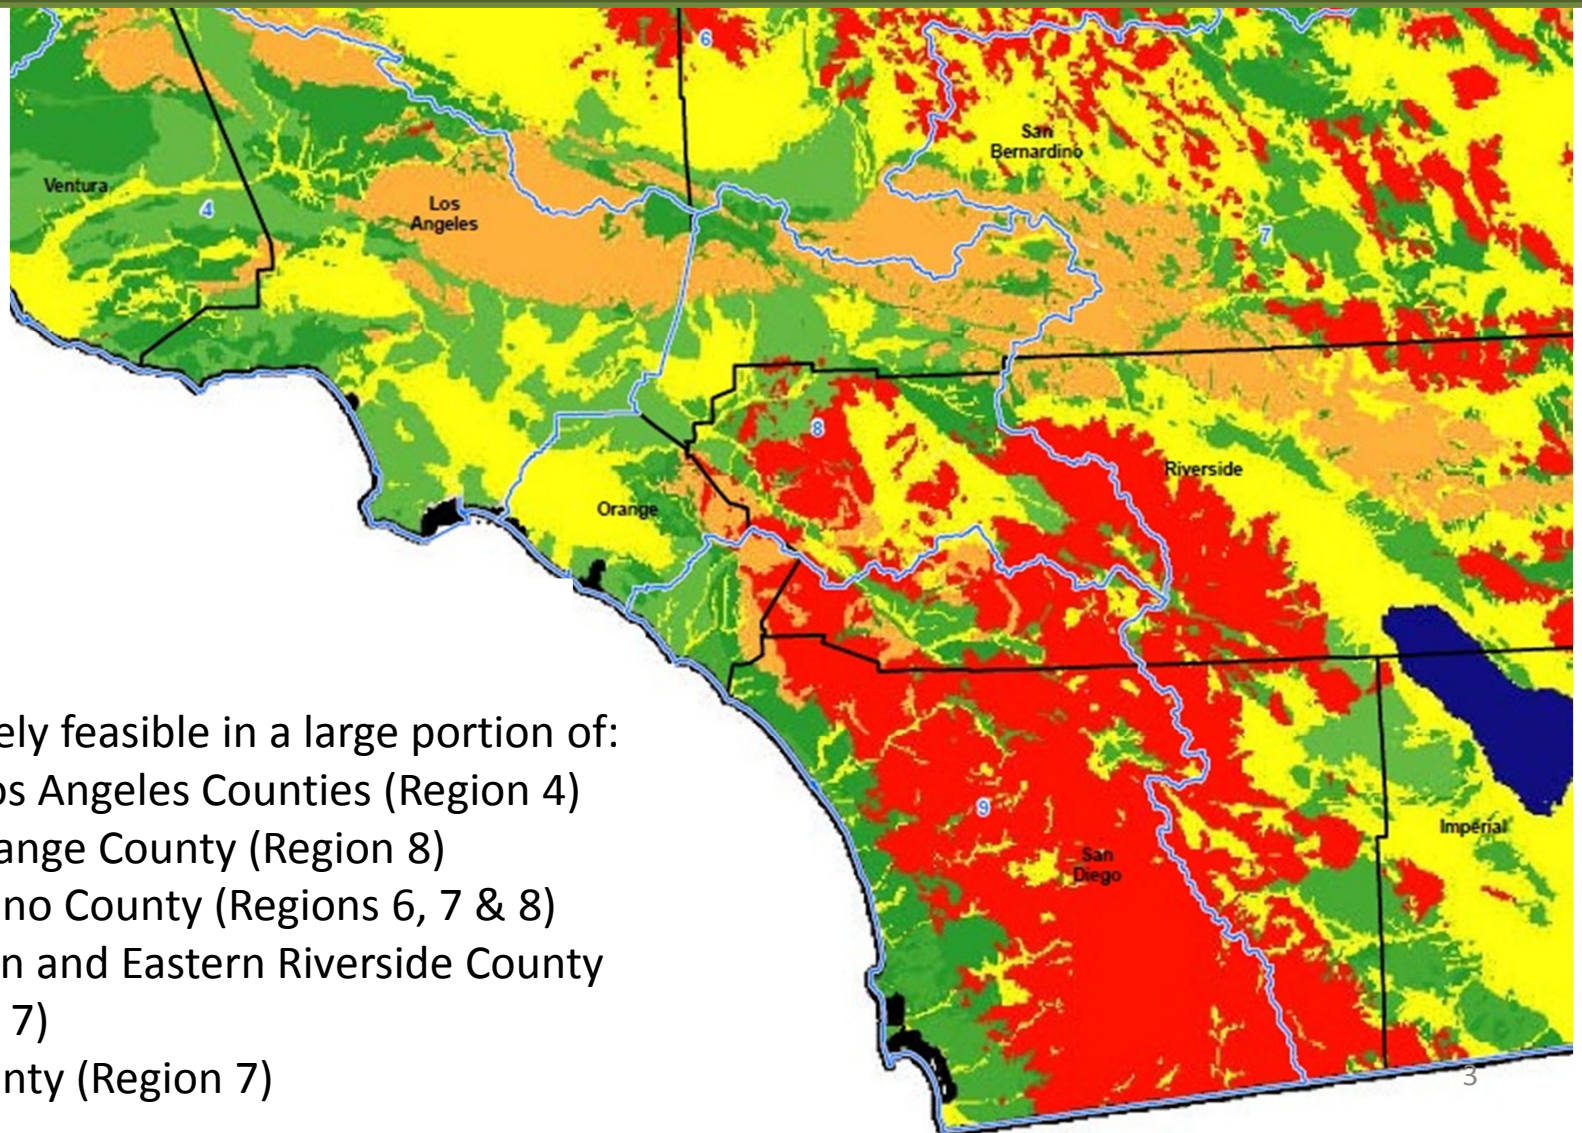 6
San
Bernardino
Ventura
4
Los
Angeles
7
8
Riverside
Orange
9
San
Diego
Imperial
ely feasible in a large portion of:
os Angeles Counties (Region 4)
ange County (Region 8)
no County (Regions 6, 7 & 8)
n and Eastern Riverside County
7)
nty (Region 7)
3